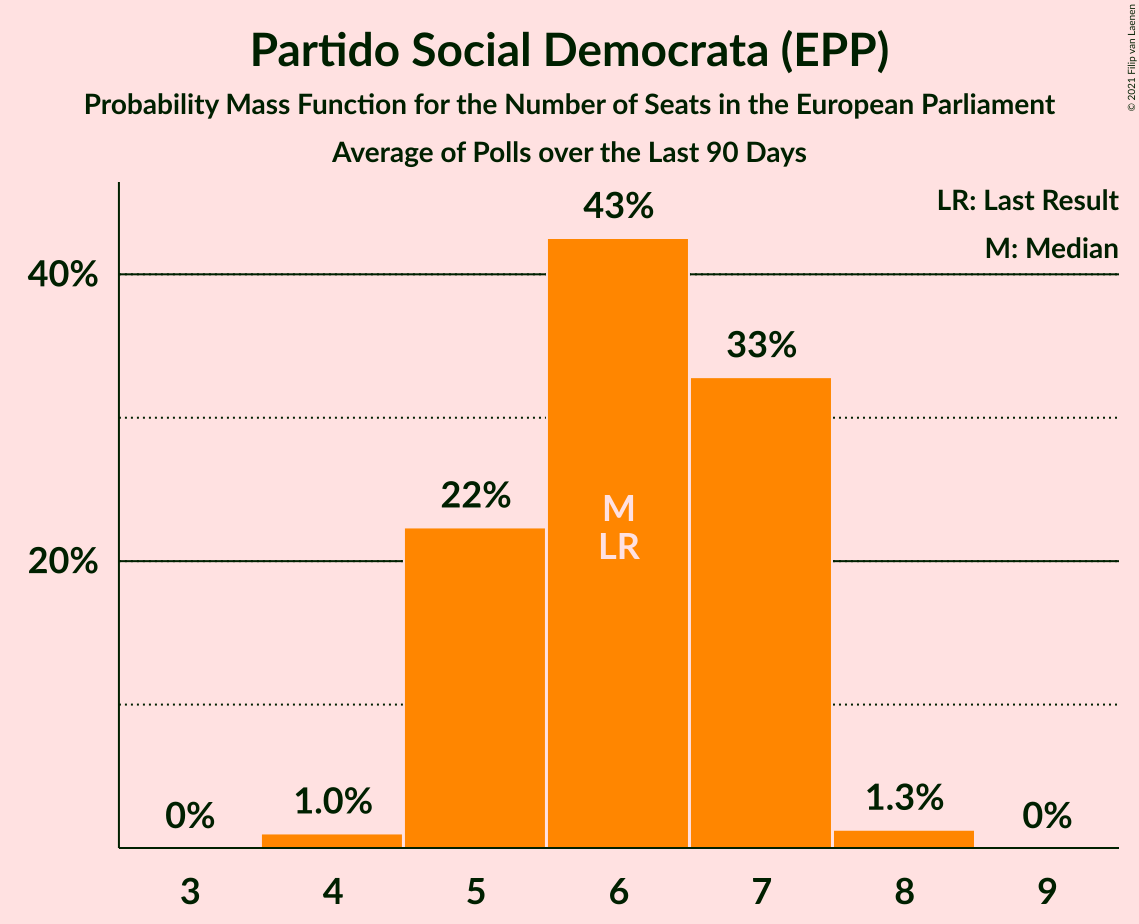 Partido Social Democrata (EPP)
Probability Mass Function for the Number of Seats in the European Parliament
Average of Polls over the Last 90 Days
© 2021 Filip van Laenen
LR: Last Result
M: Median
40%
20%
0%
1.0%
22%
43%
33%
1.3%
0%
M
LR
3 4 5 6 7 8 9